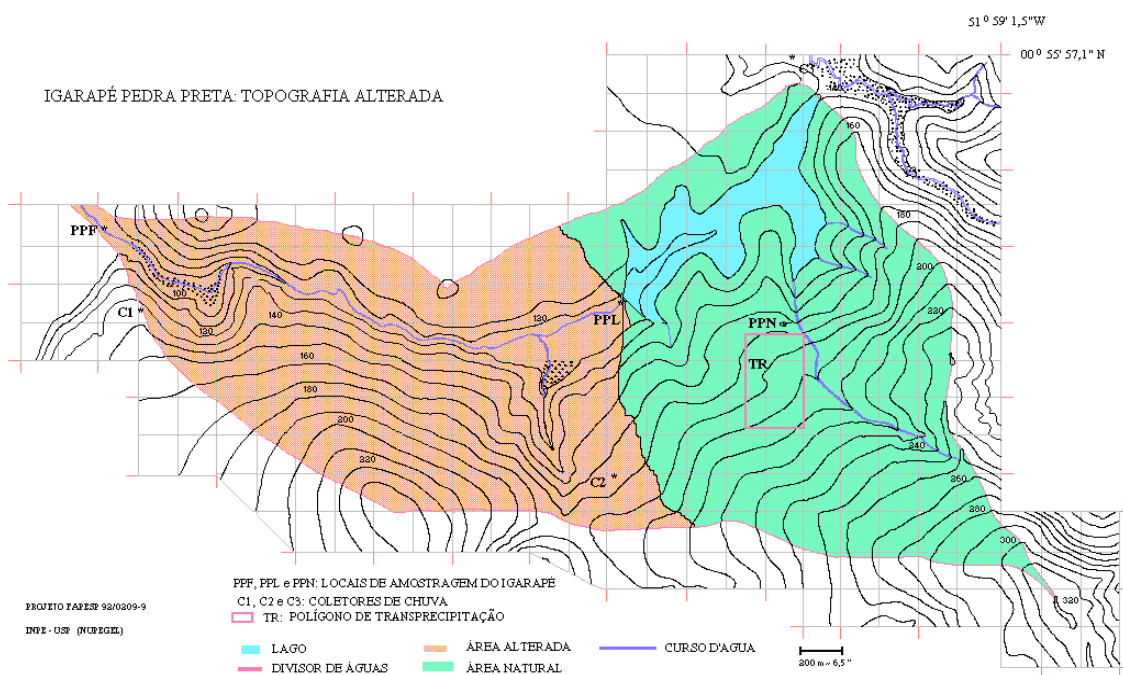 51 0 59' 1,5"W
00 0 55' 57,1" N
IGARAPÉ PEDRA PRETA: TOPOGRAFIA ALTERADA
160
180
200
220
PPF *
100
C1 *
130
140
130
PPL
PPN
TR
160
180
200
220
C2 *
240
260
280
300
320
PPF, PPL e PPN: LOCAIS DE AMOSTRAGEM DO IGARAPÉ
C1, C2 e C3: COLETORES DE CHUVA
TR: POLÍGONO DE TRANSPRECIPITAÇÃO
PROJETO FAPESP 92/0209-9
INPE - USP (NUPEGEL)
LAGO
ÁREA ALTERADA
CURSO D'AGUA
DIVISOR DE ÁGUAS
ÁREA NATURAL
200 m ~ 6,5 "